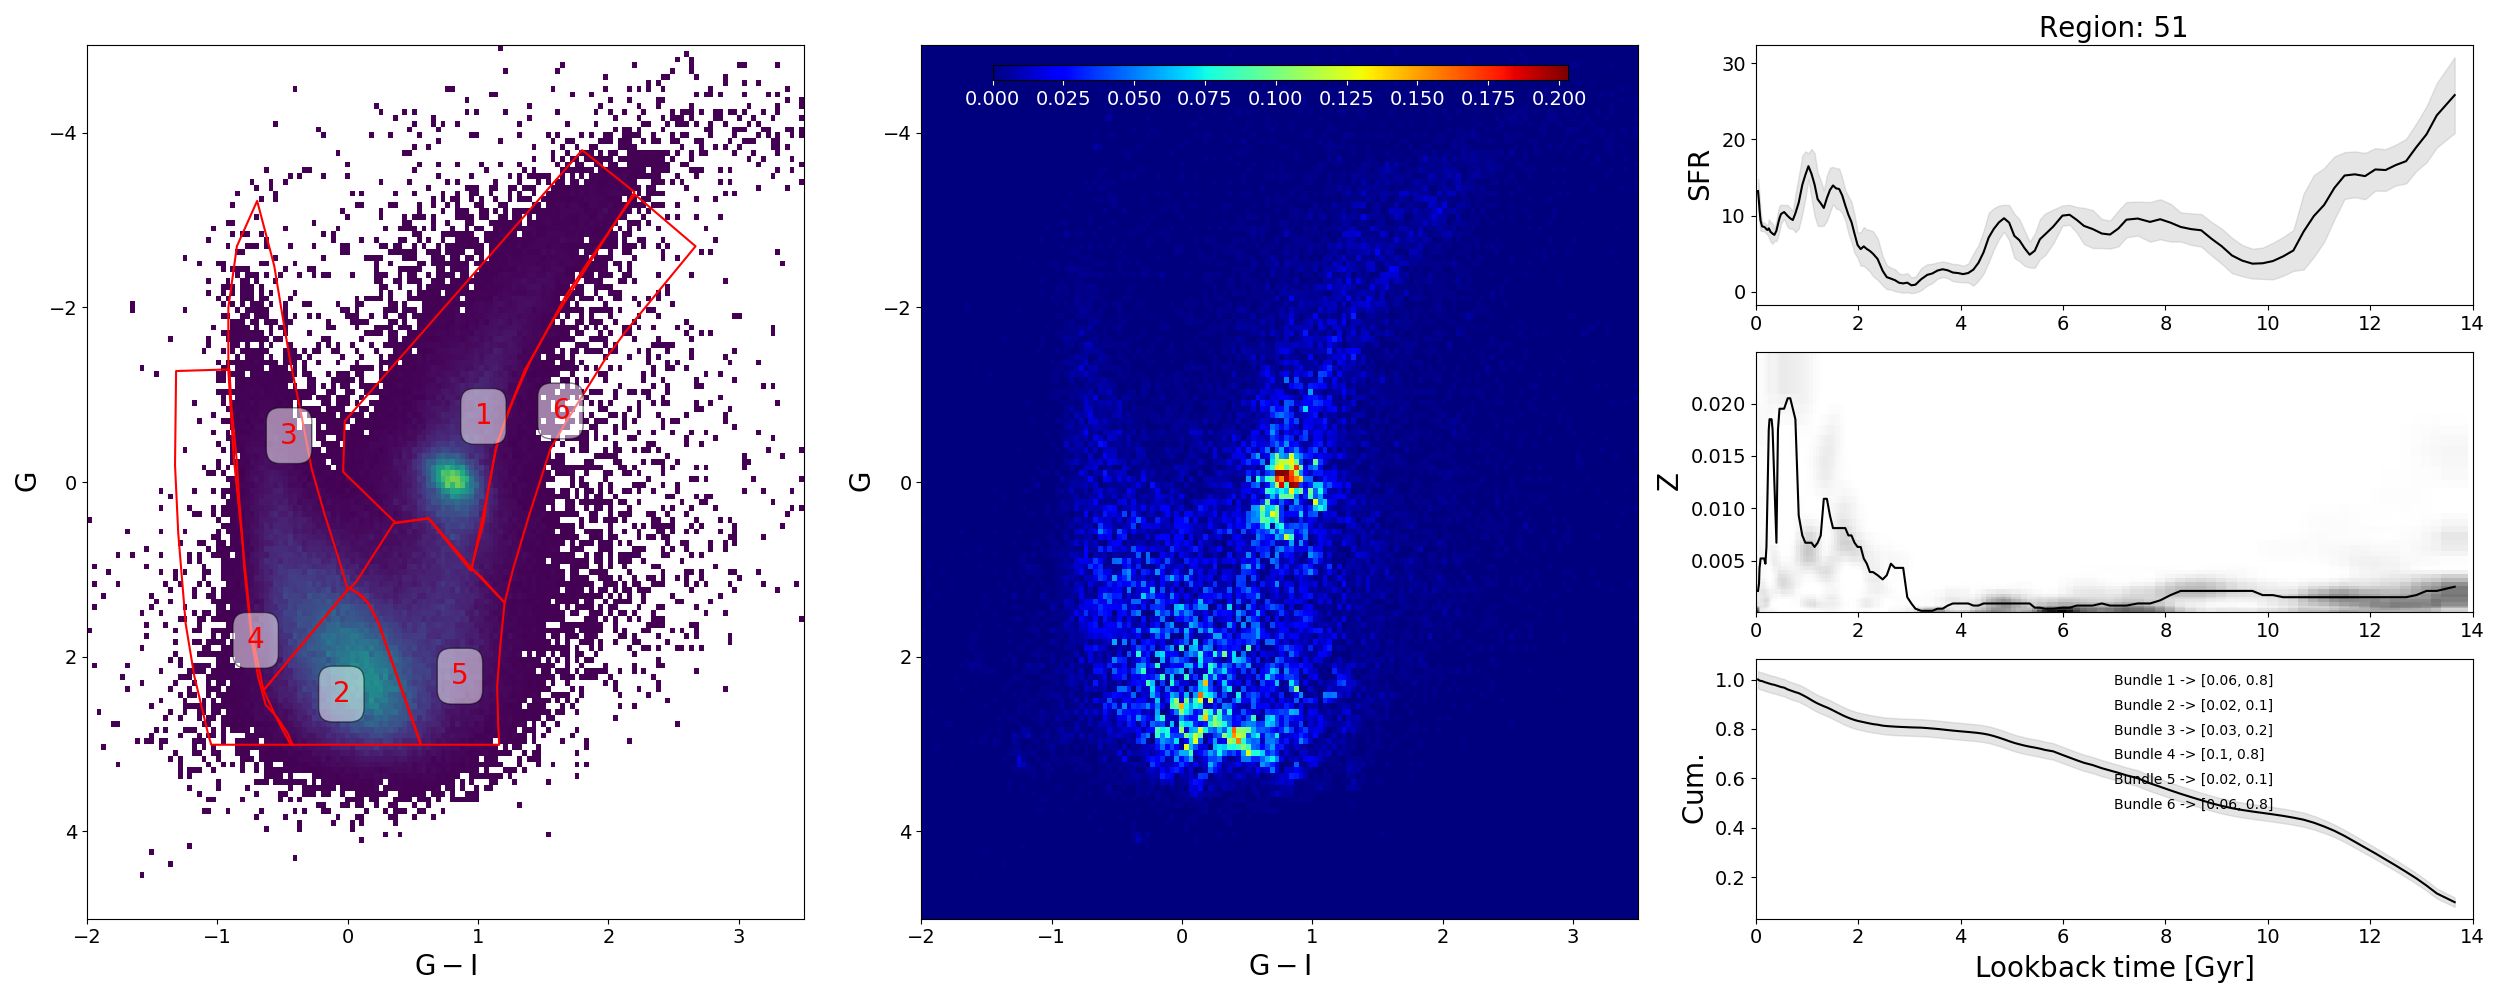 −4
−2
0
2
4
G
−2 −1 0 1 2 3
G − I
1
2
3
4
5
6
0.000 0.025 0.050 0.075 0.100 0.125 0.150 0.175 0.200
−4
−2
0
2
4
G
−2 −1 0 1 2 3
G − I
Region: 51
30
20
10
0
SFR
0 2 4 6 8 10 12 14
0.020
0.015
0.010
0.005
Z
0 2 4 6 8 10 12 14
1.0
0.8
0.6
0.4
0.2
Cum.
Bundle 1 -> [0.06, 0.8]
Bundle 2 -> [0.02, 0.1]
Bundle 3 -> [0.03, 0.2]
Bundle 4 -> [0.1, 0.8]
Bundle 5 -> [0.02, 0.1]
Bundle 6 -> [0.06, 0.8]
0 2 4 6 8 10 12 14
Lookback time [Gyr]